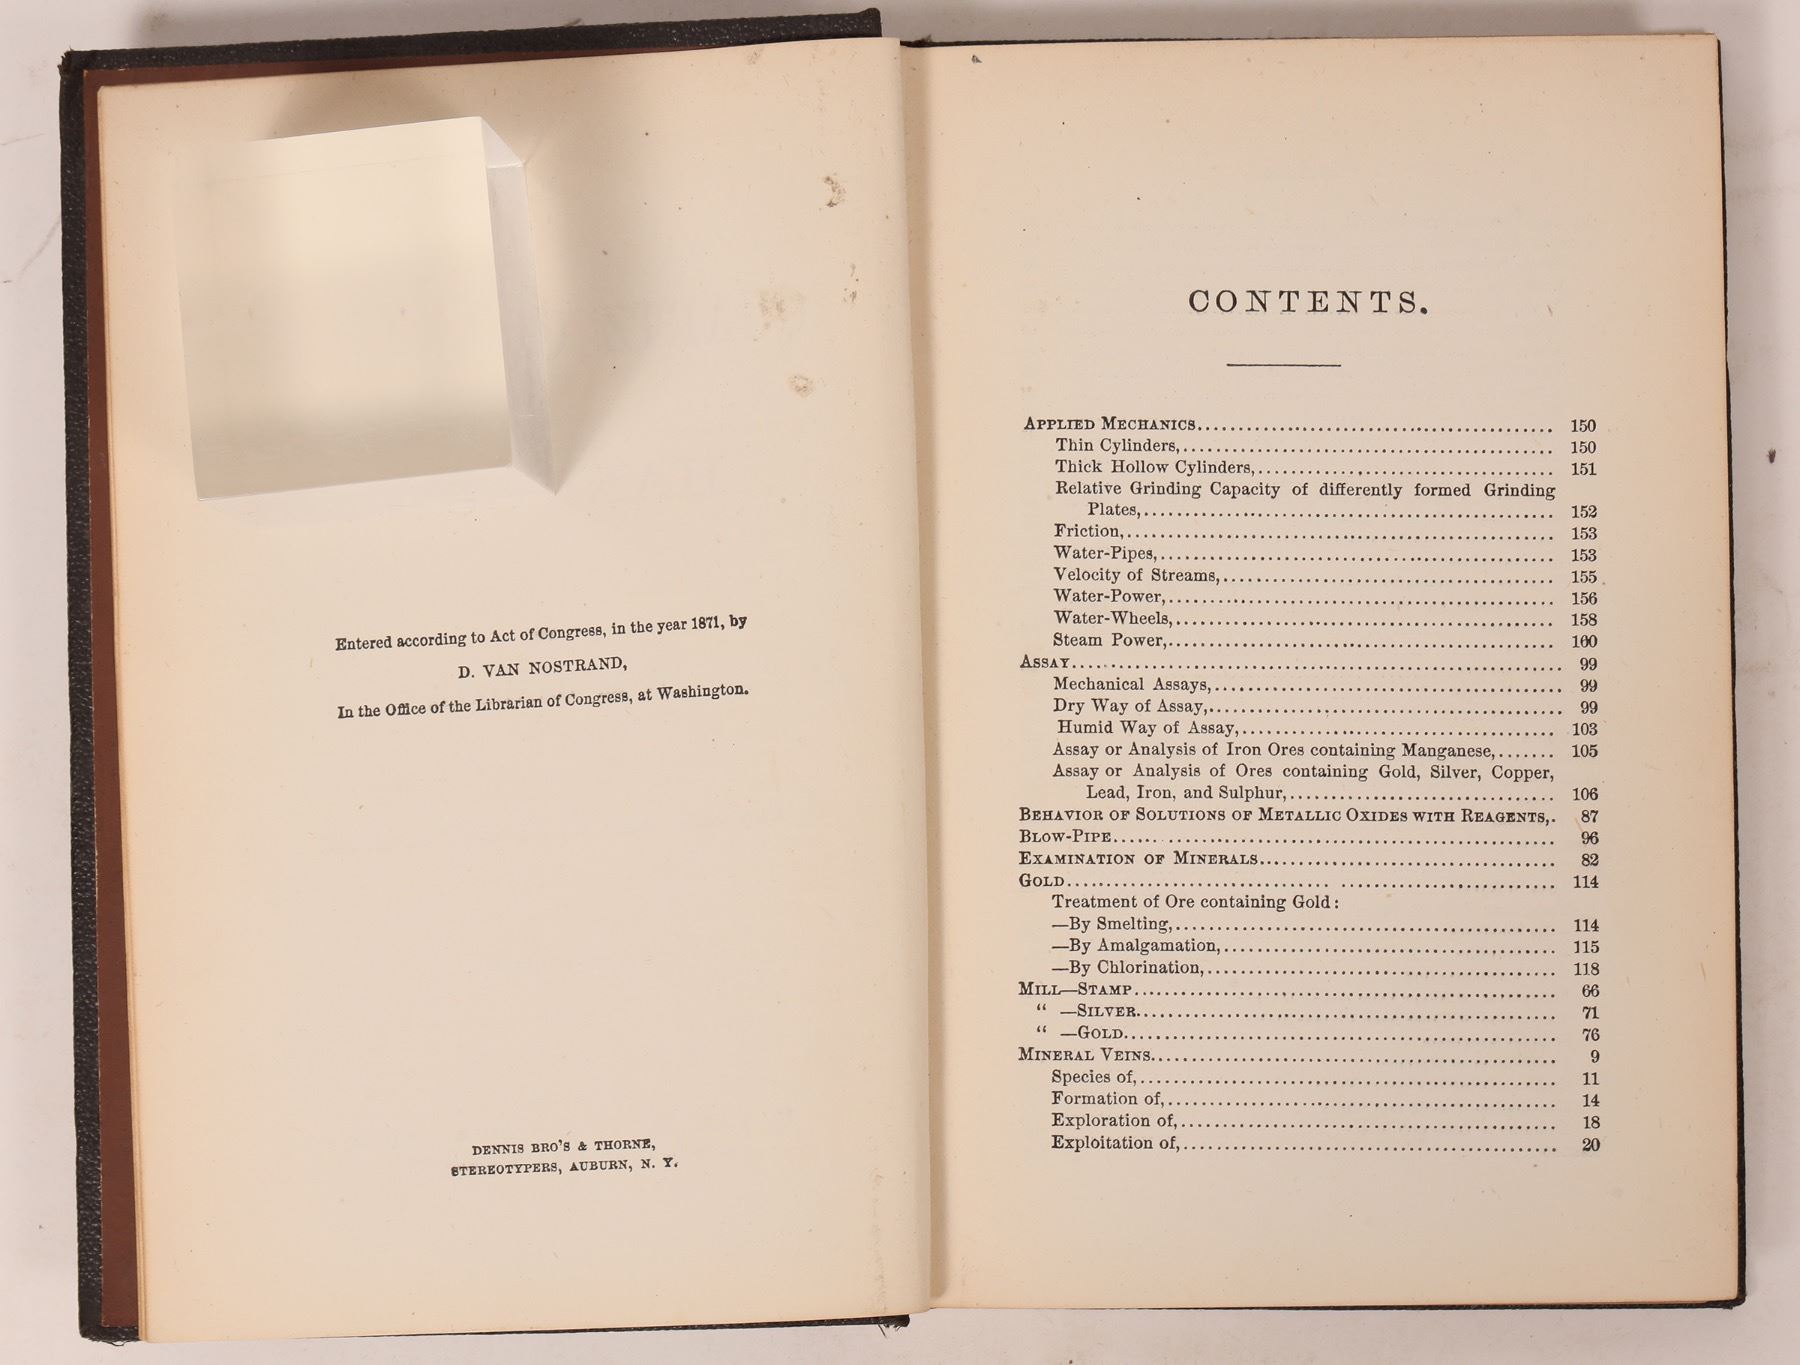 Entered according to Act of Congress, in the year 1871, by
D. VAN NOSTRAND,
In the Office of the Librarian of Congress, at Washington.
DENNIS BRO'S & THORNE,
STEREOTYPERS, AUBURN, N. Y.
CONTENTS.
APPLIED MECHANICS........................................ 150
Thin Cylinders,........................................ 150
Thick Hollow Cylinders,................................ 151
Relative Grinding Capacity of differently formed Grinding
Plates,........................................ 152
Friction,........................................ 153
Water-Pipes,........................................ 153
Velocity of Streams,................................ 155
Water-Power,........................................ 156
Water-Wheels,........................................ 158
Steam Power,........................................ 160
ASSAY........................................ 99
Mechanical Assays,................................ 99
Dry Way of Assay,................................ 99
Humid Way of Assay,................................ 103
Assay or Analysis of Iron Ores containing Manganese,....... 105
Assay or Analysis of Ores containing Gold, Silver, Copper,
Lead, Iron, and Sulphur,................................ 106
BEHAVIOR OF SOLUTIONS OF METALLIC OXIDES WITH REAGENTS,. 87
BLOW-PIPE........................................ 96
EXAMINATION OF MINERALS................................ 82
GOLD........................................ 114
Treatment of Ore containing Gold:
—By Smelting,........................................ 114
—By Amalgamation,................................ 115
—By Chlorination,................................ 118
MILL—STAMP........................................ 66
“ —SILVER........................................ 71
“ —GOLD........................................ 76
MINERAL VEINS........................................ 9
Species of,........................................ 11
Formation of,........................................ 14
Exploration of,........................................ 18
Exploitation of,........................................ 20